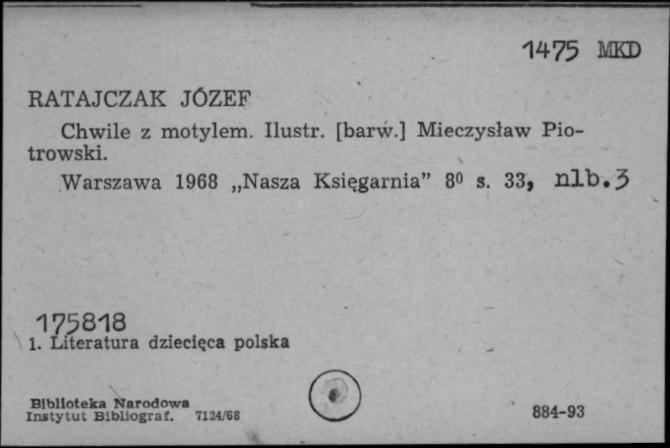 1475 MKD
RATAJCZAK JÓZEF
Chwile z motylem. Ilustr. [barw.] Mieczysław Pio-
trowski.
Warszawa 1968 „Nasza Księgarnia” 8⁰ s. 33, nlb. 3
175818
1. Literatura dziecięca polska
Biblioteka Narodowa
Instytut Bibliograf. 7124/68
884-93